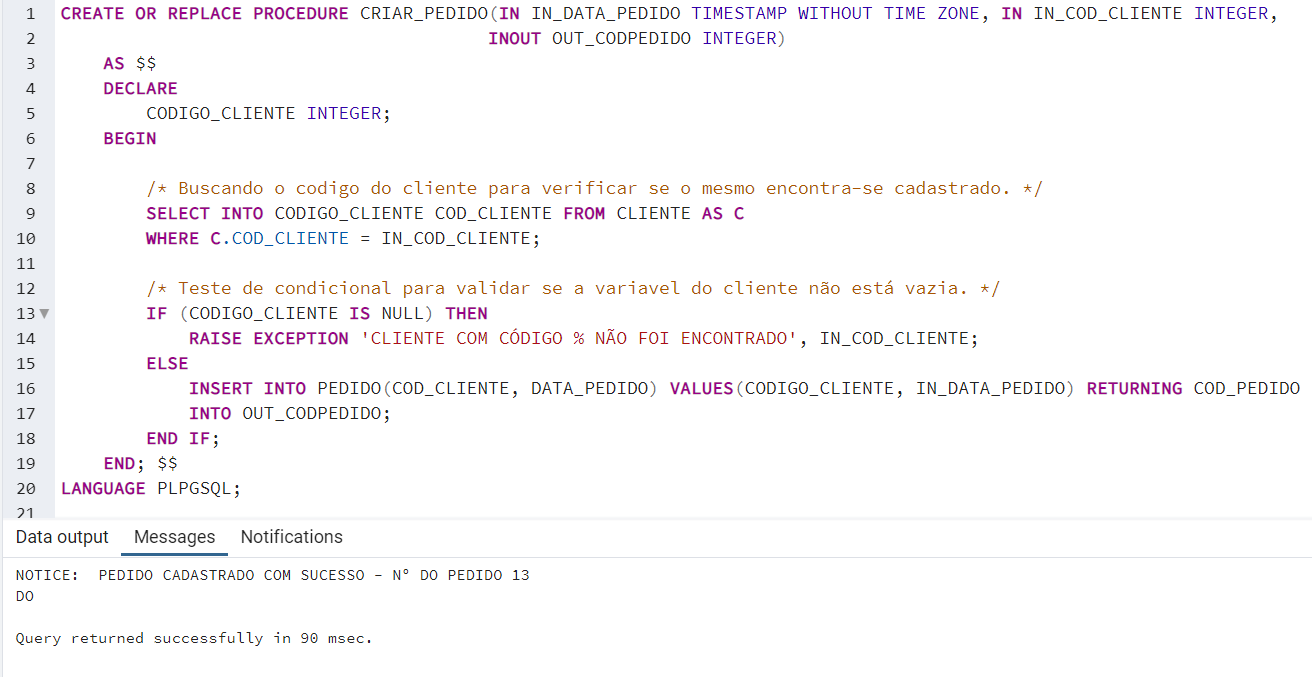 1 CREATE OR REPLACE PROCEDURE CRIAR_PEDIDO(IN IN_DATA_PEDIDO TIMESTAMP WITHOUT TIME ZONE, IN IN_COD_CLIENTE INTEGER,
2 INOUT OUT_CODPEDIDO INTEGER)
3 AS $$
4 DECLARE
5 CODIGO_CLIENTE INTEGER;
6 BEGIN
7
8 /* Buscando o codigo do cliente para verificar se o mesmo encontra-se cadastrado. */
9 SELECT INTO CODIGO_CLIENTE COD_CLIENTE FROM CLIENTE AS C
10 WHERE C.COD_CLIENTE = IN_COD_CLIENTE;
11
12 /* Teste de condicional para validar se a variavel do cliente não está vazia. */
13 IF (CODIGO_CLIENTE IS NULL) THEN
14 RAISE EXCEPTION 'CLIENTE COM CÓDIGO % NÃO FOI ENCONTRADO', IN_COD_CLIENTE;
15 ELSE
16 INSERT INTO PEDIDO(COD_CLIENTE, DATA_PEDIDO) VALUES(CODIGO_CLIENTE, IN_DATA_PEDIDO) RETURNING COD_PEDIDO
17 INTO OUT_CODPEDIDO;
18 END IF;
19 END; $$
20 LANGUAGE PLPGSQL;
21
Data output Messages Notifications
NOTICE:  PEDIDO CADASTRADO COM SUCESSO - Nº DO PEDIDO 13
DO
Query returned successfully in 90 msec.